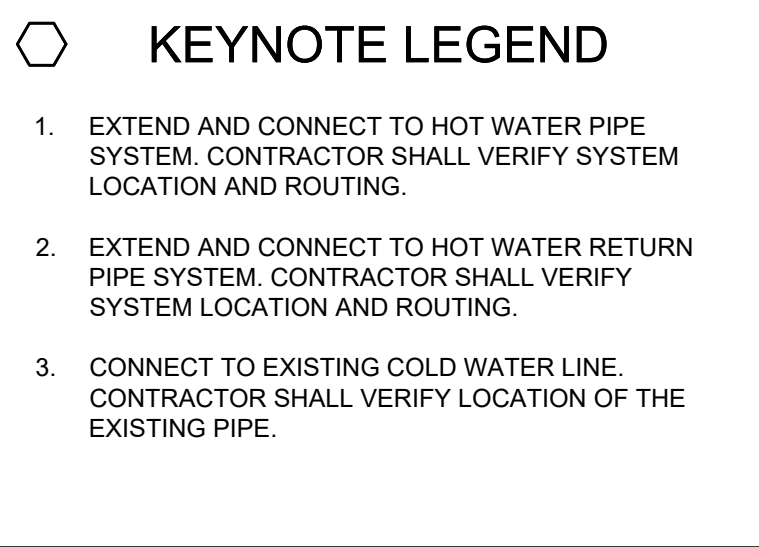 KEYNOTE LEGEND
1. EXTEND AND CONNECT TO HOT WATER PIPE
SYSTEM. CONTRACTOR SHALL VERIFY SYSTEM
LOCATION AND ROUTING.
2. EXTEND AND CONNECT TO HOT WATER RETURN
PIPE SYSTEM. CONTRACTOR SHALL VERIFY
SYSTEM LOCATION AND ROUTING.
3. CONNECT TO EXISTING COLD WATER LINE.
CONTRACTOR SHALL VERIFY LOCATION OF THE
EXISTING PIPE.